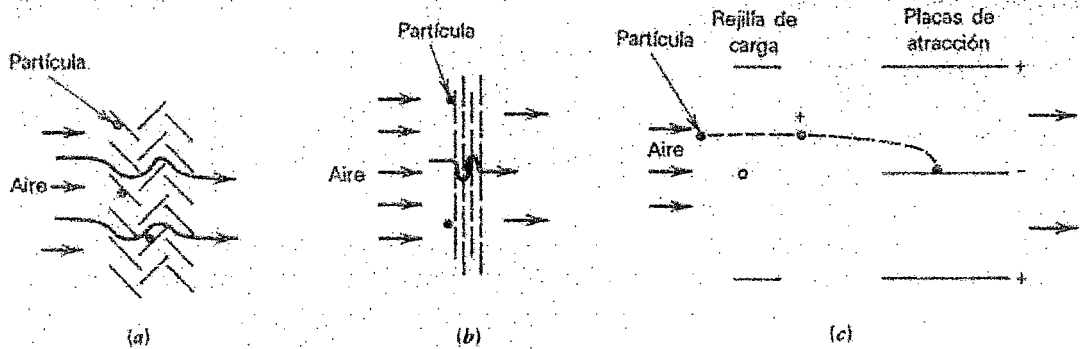 Partícula
Aire
(a)
Partícula
Aire
(b)
Partícula
Rejilla de
carga
Placas de
atracción
+
+
Aire
-
+
(c)